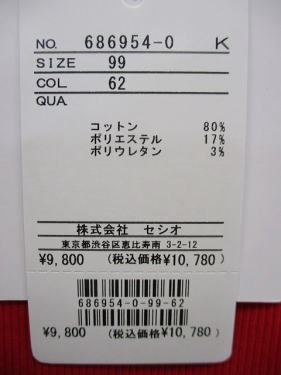 NO. 686954-0 K
SIZE 99
COL. 62
QUA.
コットン 80%
ポリエステル 17%
ポリウレタン 3%
株式会社 セシオ
東京都渋谷区恵比寿南 3-2-12
¥9,800 (税込価格¥10,780)
686954-0-99-62
¥9,800 (税込価格¥10,780)